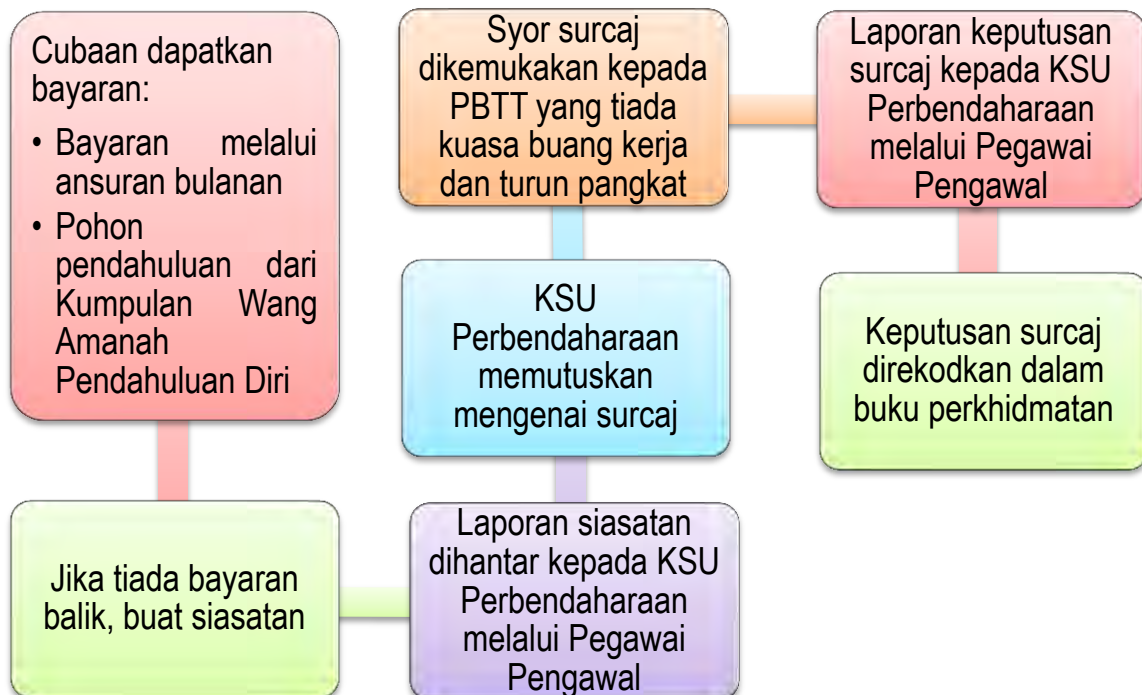 Cubaan dapatkan
bayaran:
• Bayaran melalui
ansuran bulanan
• Pohon
pendahuluan dari
Kumpulan Wang
Amanah
Pendahuluan Diri
Jika tiada bayaran
balik, buat siasatan
Laporan siasatan
dihantar kepada KSU
Perbendaharaan
melalui Pegawai
Pengawal
KSU
Perbendaharaan
memutuskan
mengenai surcaj
Syor surcaj
dikemukakan kepada
PBTT yang tiada
kuasa buang kerja
dan turun pangkat
Laporan keputusan
surcaj kepada KSU
Perbendaharaan
melalui Pegawai
Pengawal
Keputusan surcaj
direkodkan dalam
buku perkhidmatan